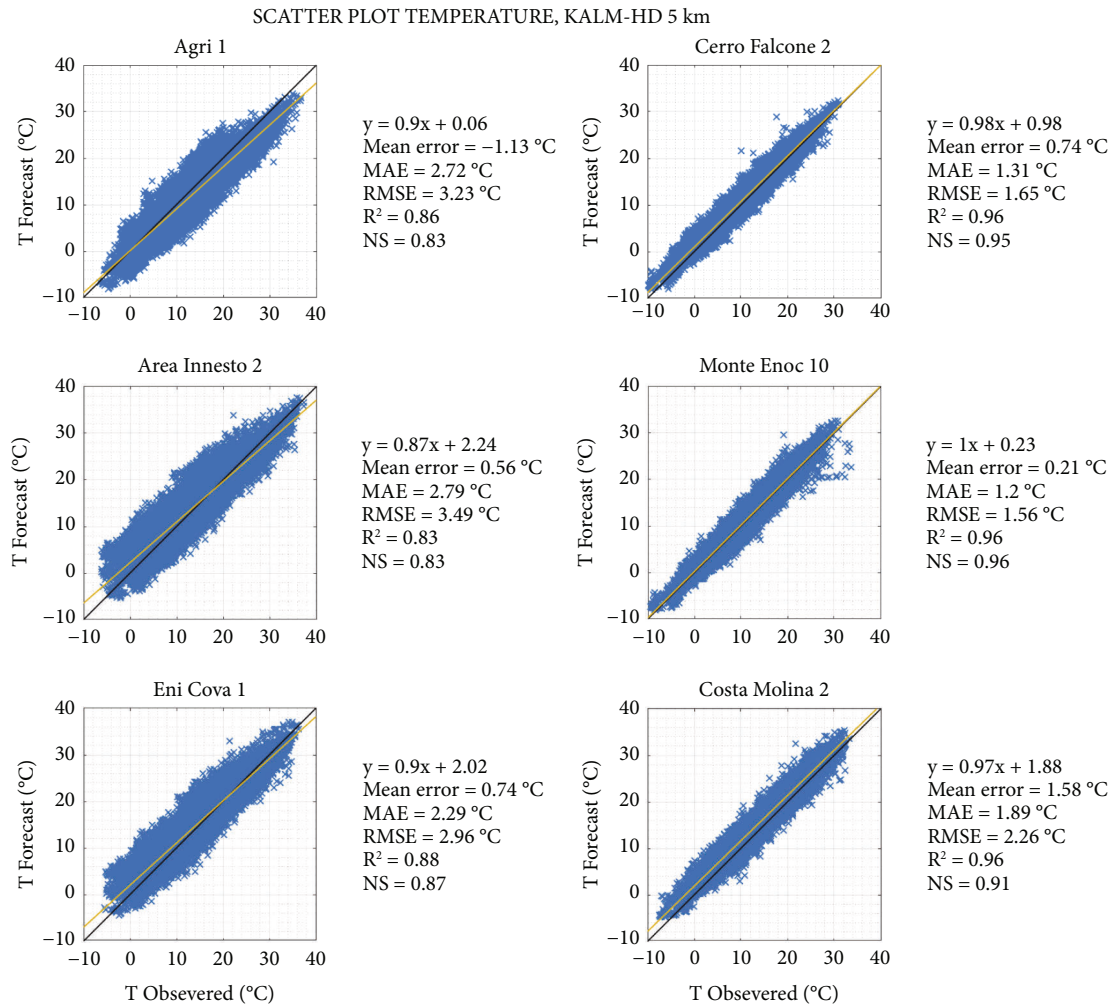 SCATTER PLOT TEMPERATURE, KALM-HD 5 km
Agri 1
40
30
20
10
0
−10
−10 0 10 20 30 40
T Forecast (°C)
y = 0.9x + 0.06
Mean error = −1.13 °C
MAE = 2.72 °C
RMSE = 3.23 °C
R² = 0.86
NS = 0.83
Cerro Falcone 2
40
30
20
10
0
−10
−10 0 10 20 30 40
T Forecast (°C)
y = 0.98x + 0.98
Mean error = 0.74 °C
MAE = 1.31 °C
RMSE = 1.65 °C
R² = 0.96
NS = 0.95
Area Innesto 2
40
30
20
10
0
−10
−10 0 10 20 30 40
T Forecast (°C)
y = 0.87x + 2.24
Mean error = 0.56 °C
MAE = 2.79 °C
RMSE = 3.49 °C
R² = 0.83
NS = 0.83
Monte Enoc 10
40
30
20
10
0
−10
−10 0 10 20 30 40
T Forecast (°C)
y = 1x + 0.23
Mean error = 0.21 °C
MAE = 1.2 °C
RMSE = 1.56 °C
R² = 0.96
NS = 0.96
Eni Cova 1
40
30
20
10
0
−10
−10 0 10 20 30 40
T Forecast (°C)
T Obsevered (°C)
y = 0.9x + 2.02
Mean error = 0.74 °C
MAE = 2.29 °C
RMSE = 2.96 °C
R² = 0.88
NS = 0.87
Costa Molina 2
40
30
20
10
0
−10
−10 0 10 20 30 40
T Forecast (°C)
T Obsevered (°C)
y = 0.97x + 1.88
Mean error = 1.58 °C
MAE = 1.89 °C
RMSE = 2.26 °C
R² = 0.96
NS = 0.91